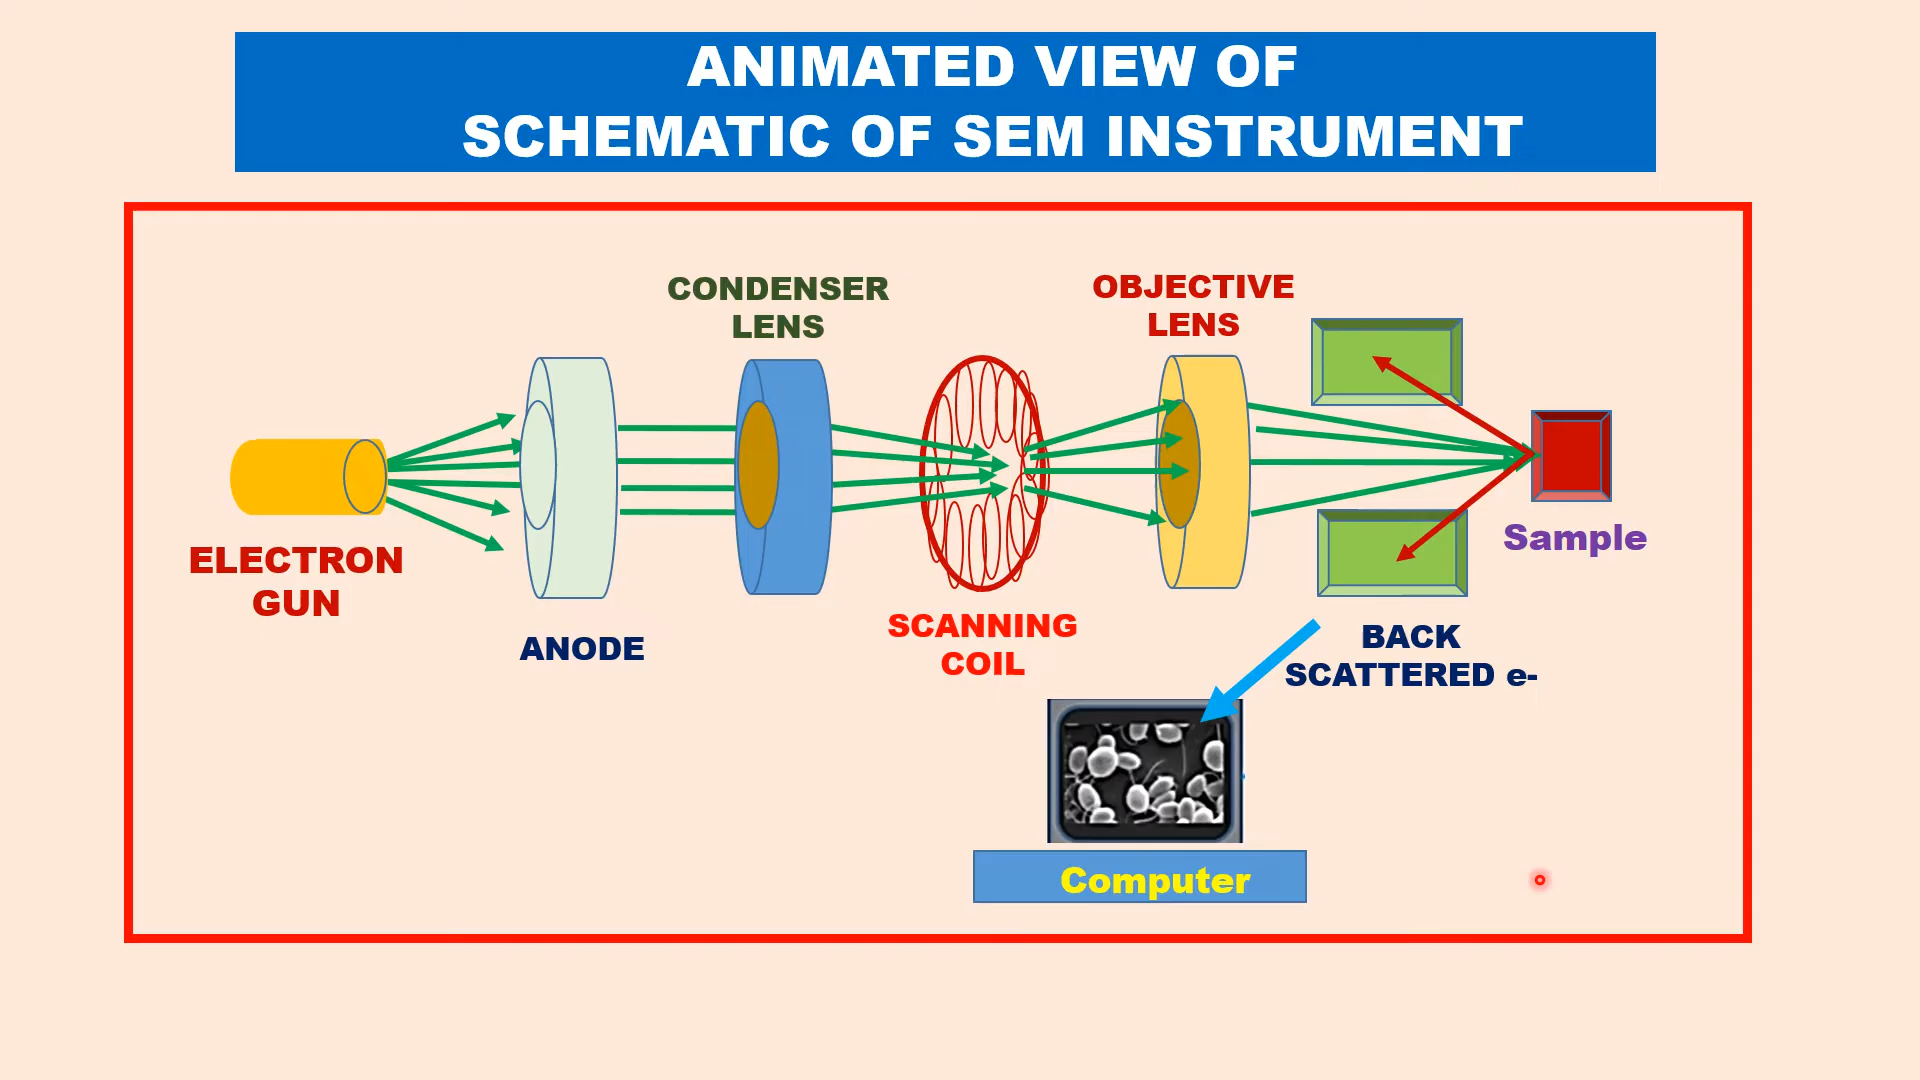 ANIMATED VIEW OF
SCHEMATIC OF SEM INSTRUMENT
CONDENSER
LENS
OBJECTIVE
LENS
ELECTRON
GUN
ANODE
SCANNING
COIL
Sample
BACK
SCATTERED e-
Computer